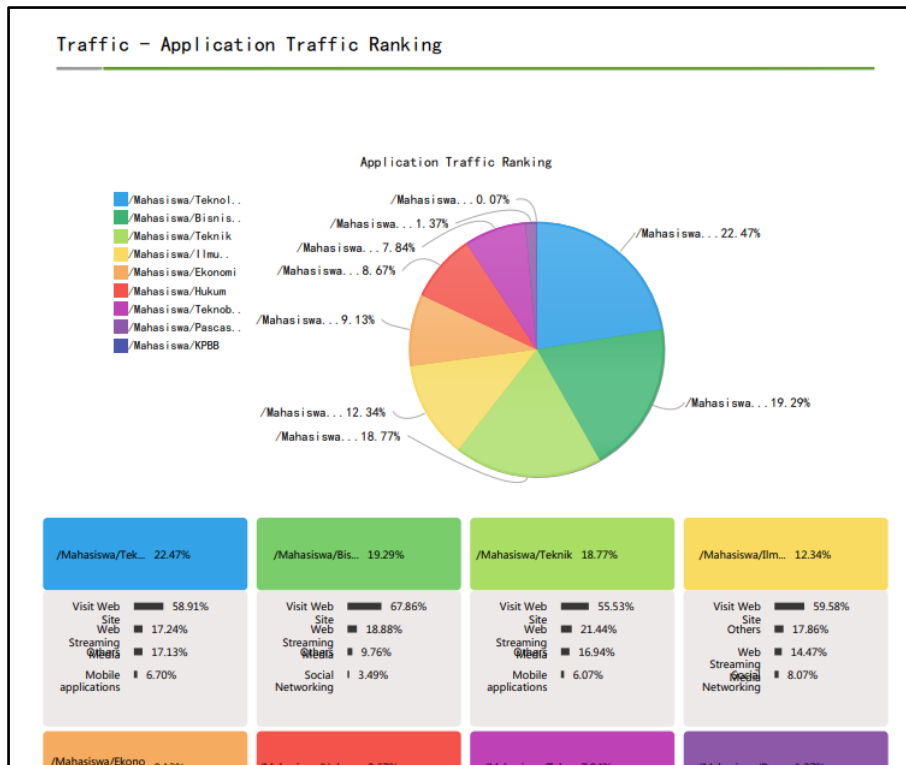 Traffic - Application Traffic Ranking
Application Traffic Ranking
/Mahasiswa/Teknol..
/Mahasiswa/Bisnis..
/Mahasiswa/Teknik
/Mahasiswa/Ilmu..
/Mahasiswa/Ekonomi
/Mahasiswa/Hukum
/Mahasiswa/Teknob..
/Mahasiswa/Pascas..
/Mahasiswa/KPBB
/Mahasiswa...0.07%
/Mahasiswa...1.37%
/Mahasiswa...7.84%
/Mahasiswa...8.67%
/Mahasiswa...9.13%
/Mahasiswa...12.34%
/Mahasiswa...18.77%
/Mahasiswa...22.47%
/Mahasiswa...19.29%
/Mahasiswa/Tek... 22.47%
Visit Web Site 58.91%
Web Streaming Media 17.24%
Others 17.13%
Mobile applications 6.70%
/Mahasiswa/Bis... 19.29%
Visit Web Site 67.86%
Web Streaming Media 18.88%
Others 9.76%
Social Networking 3.49%
/Mahasiswa/Teknik 18.77%
Visit Web Site 55.53%
Web Streaming Media 21.44%
Others 16.94%
Mobile applications 6.07%
/Mahasiswa/Ilm... 12.34%
Visit Web Site 59.58%
Others 17.86%
Web Streaming Media 14.47%
Social Networking 8.07%
/Mahasiswa/Ekono